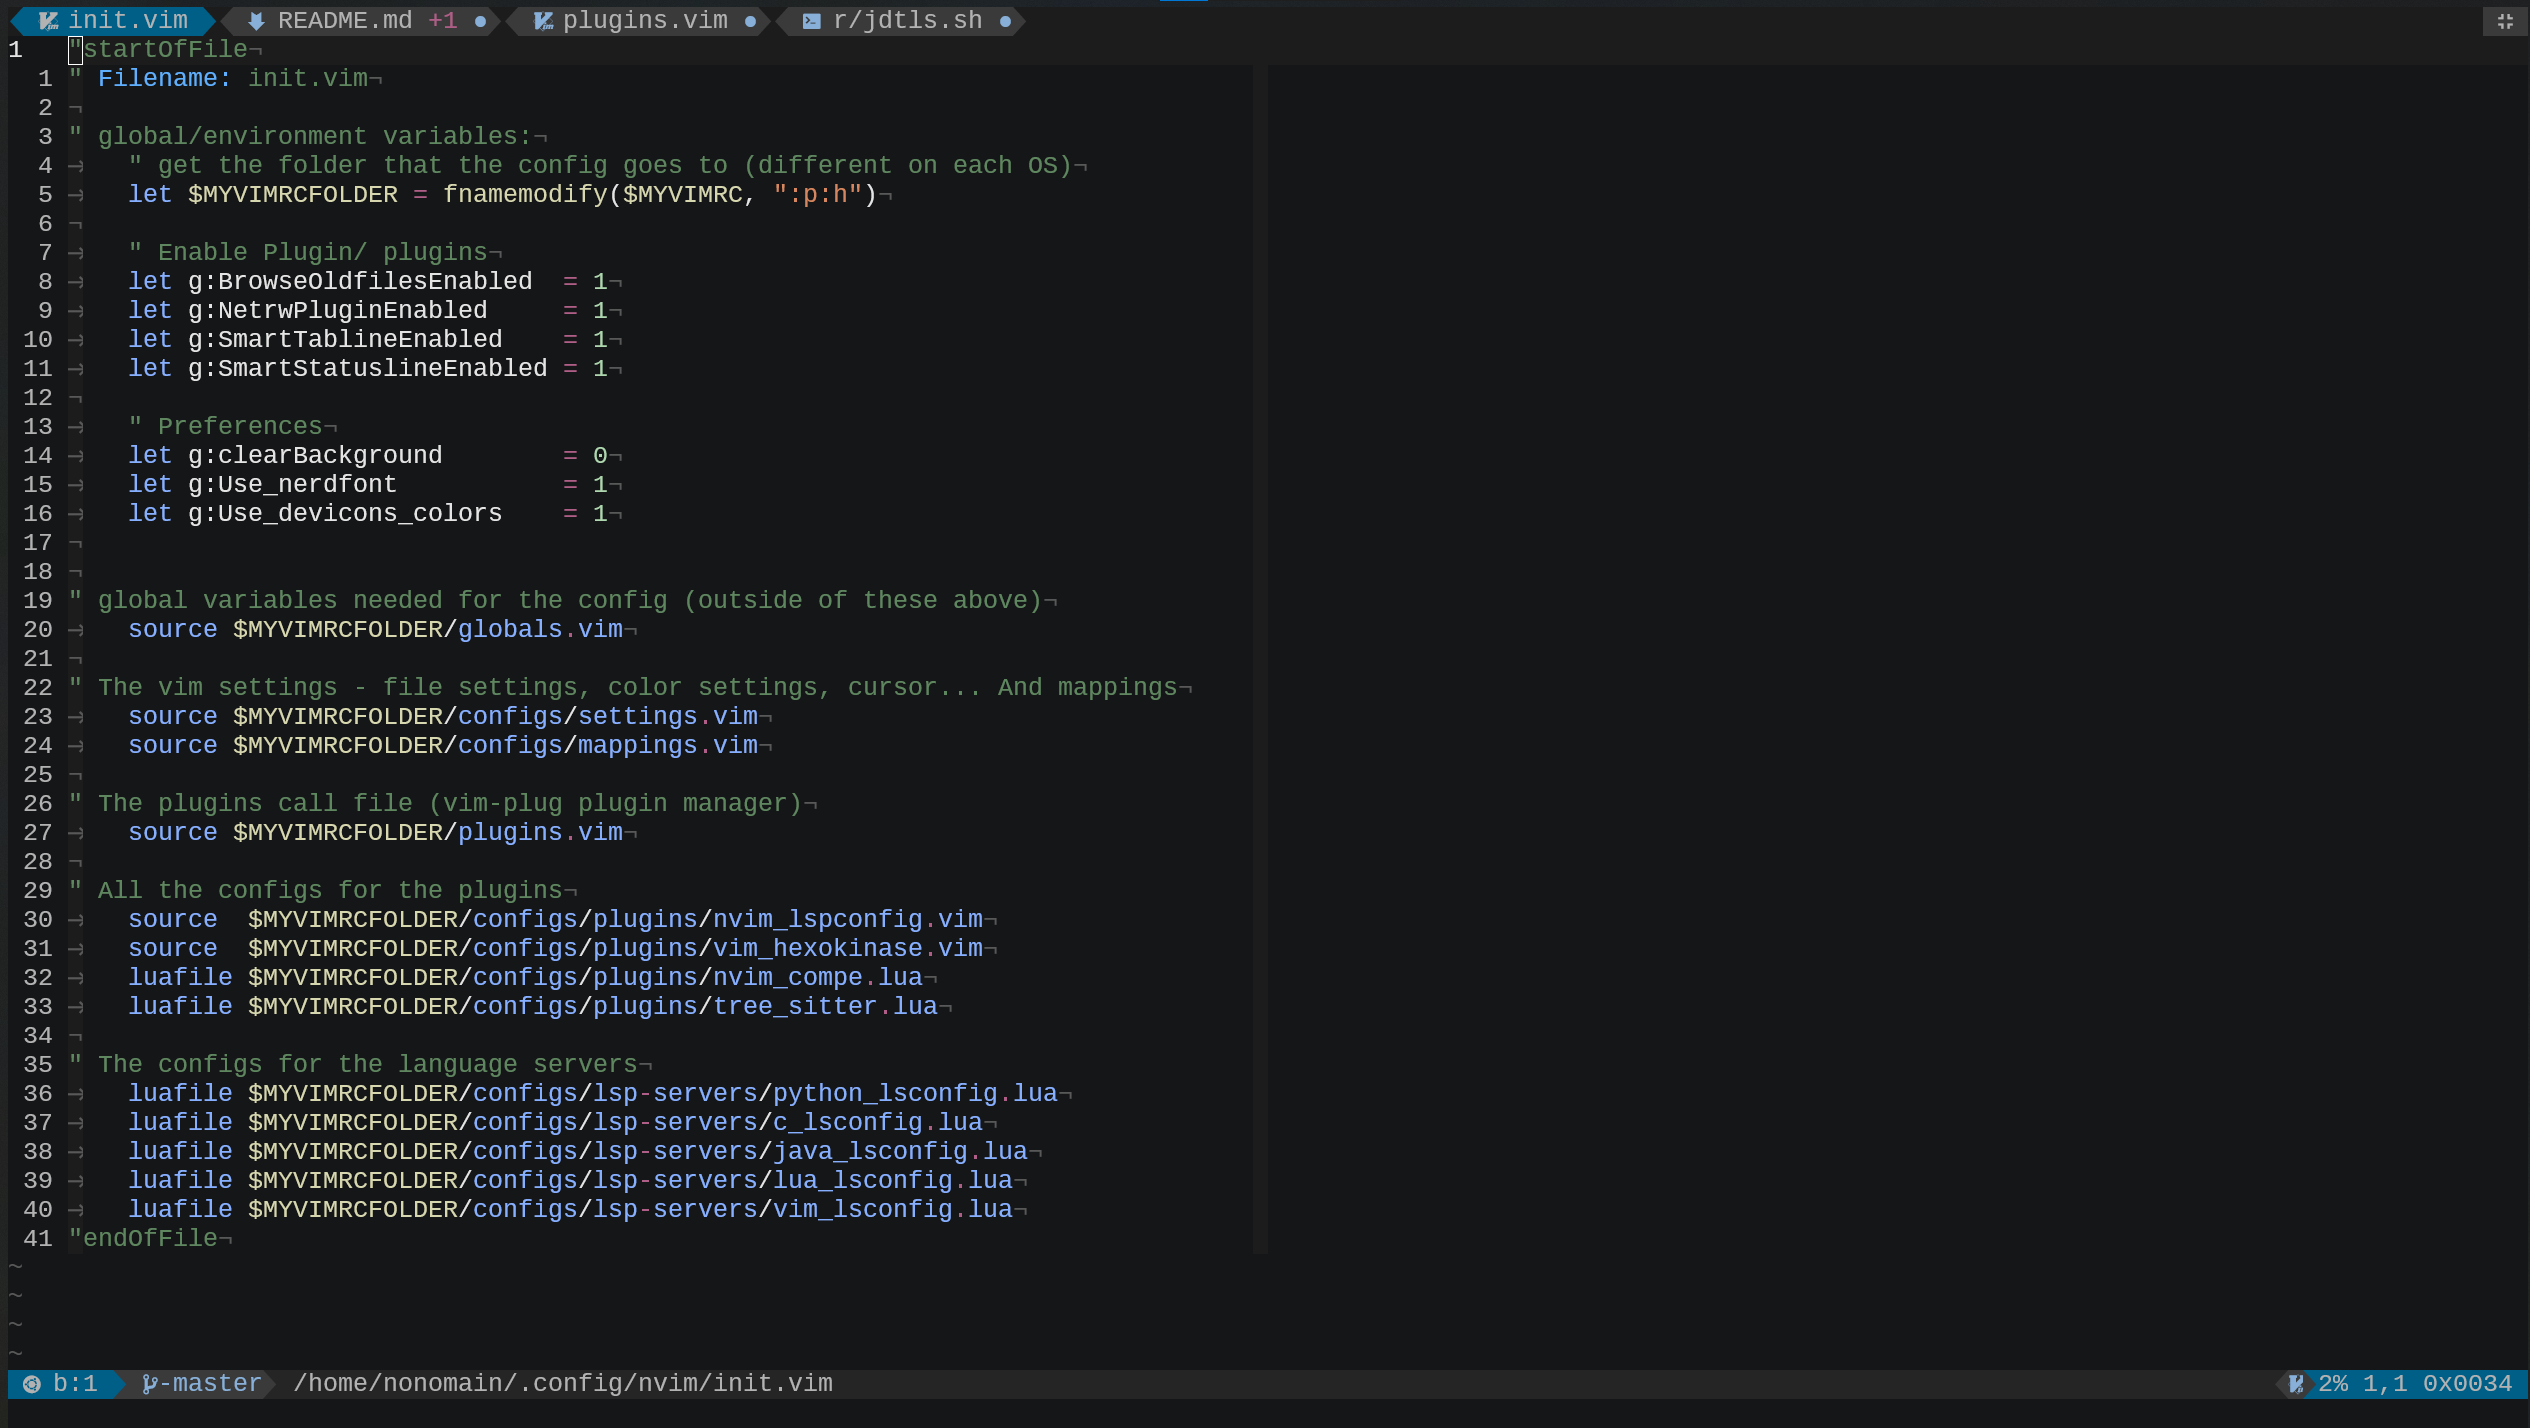 init.vim README.md +1 ● plugins.vim ● r/jdtls.sh ●
1 "startOfFile¬
1 " Filename: init.vim¬
2 ¬
3 " global/environment variables:¬
4 → " get the folder that the config goes to (different on each OS)¬
5 → let $MYVIMRCFOLDER = fnamemodify($MYVIMRC, ":p:h")¬
6 ¬
7 → " Enable Plugin/ plugins¬
8 → let g:BrowseOldfilesEnabled  = 1¬
9 → let g:NetrwPluginEnabled     = 1¬
10 → let g:SmartTablineEnabled    = 1¬
11 → let g:SmartStatuslineEnabled = 1¬
12 ¬
13 → " Preferences¬
14 → let g:clearBackground        = 0¬
15 → let g:Use_nerdfont           = 1¬
16 → let g:Use_devicons_colors    = 1¬
17 ¬
18 ¬
19 " global variables needed for the config (outside of these above)¬
20 → source $MYVIMRCFOLDER/globals.vim¬
21 ¬
22 " The vim settings - file settings, color settings, cursor... And mappings¬
23 → source $MYVIMRCFOLDER/configs/settings.vim¬
24 → source $MYVIMRCFOLDER/configs/mappings.vim¬
25 ¬
26 " The plugins call file (vim-plug plugin manager)¬
27 → source $MYVIMRCFOLDER/plugins.vim¬
28 ¬
29 " All the configs for the plugins¬
30 → source  $MYVIMRCFOLDER/configs/plugins/nvim_lspconfig.vim¬
31 → source  $MYVIMRCFOLDER/configs/plugins/vim_hexokinase.vim¬
32 → luafile $MYVIMRCFOLDER/configs/plugins/nvim_compe.lua¬
33 → luafile $MYVIMRCFOLDER/configs/plugins/tree_sitter.lua¬
34 ¬
35 " The configs for the language servers¬
36 → luafile $MYVIMRCFOLDER/configs/lsp-servers/python_lsconfig.lua¬
37 → luafile $MYVIMRCFOLDER/configs/lsp-servers/c_lsconfig.lua¬
38 → luafile $MYVIMRCFOLDER/configs/lsp-servers/java_lsconfig.lua¬
39 → luafile $MYVIMRCFOLDER/configs/lsp-servers/lua_lsconfig.lua¬
40 → luafile $MYVIMRCFOLDER/configs/lsp-servers/vim_lsconfig.lua¬
41 "endOfFile¬
~
~
~
~
b:1 -master /home/nonomain/.config/nvim/init.vim 2% 1,1 0x0034